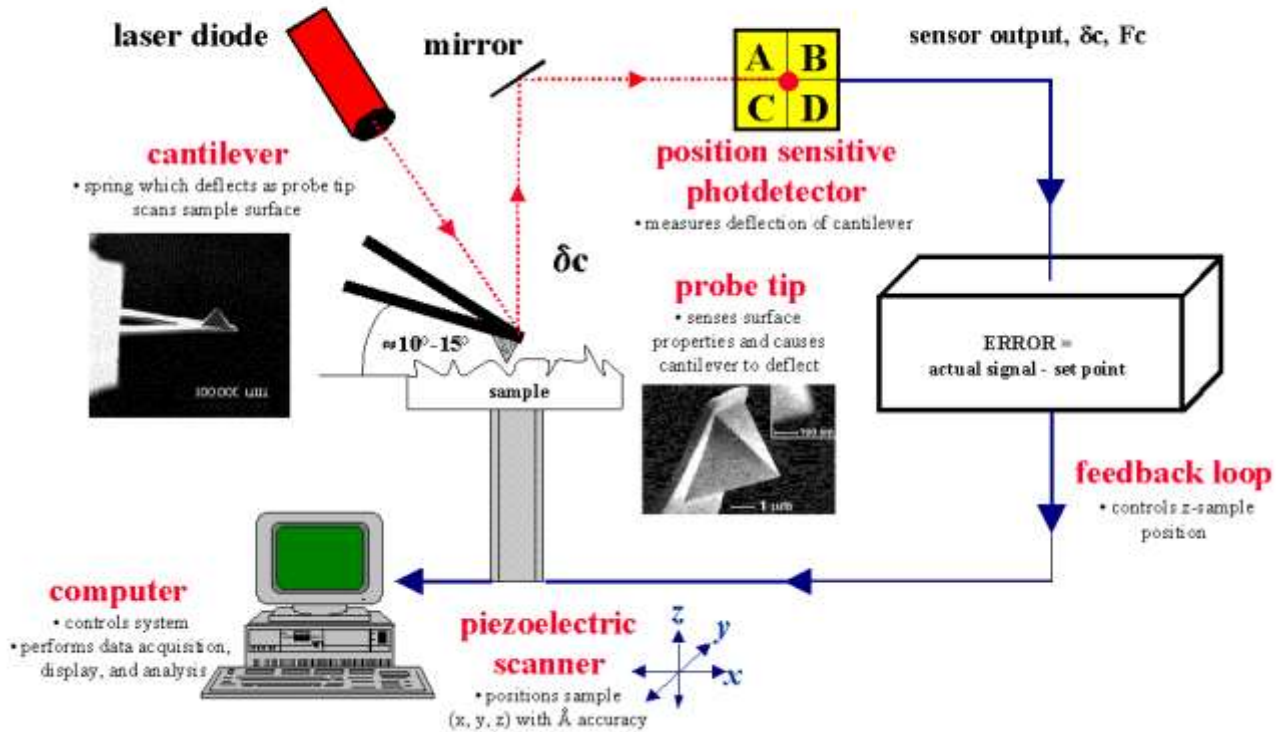 laser diode
mirror
A B
C D
sensor output, δc, Fc
cantilever
• spring which deflects as probe tip
scans sample surface
position sensitive
photdetector
• measures deflection of cantilever
δc
probe tip
• senses surface
properties and causes
cantilever to deflect
≈10°-15°
sample
ERROR =
actual signal - set point
1 um
feedback loop
• controls z-sample
position
computer
• controls system
• performs data acquisition,
display, and analysis
piezoelectric
scanner
• positions sample
(x, y, z) with Å accuracy
z
y
x